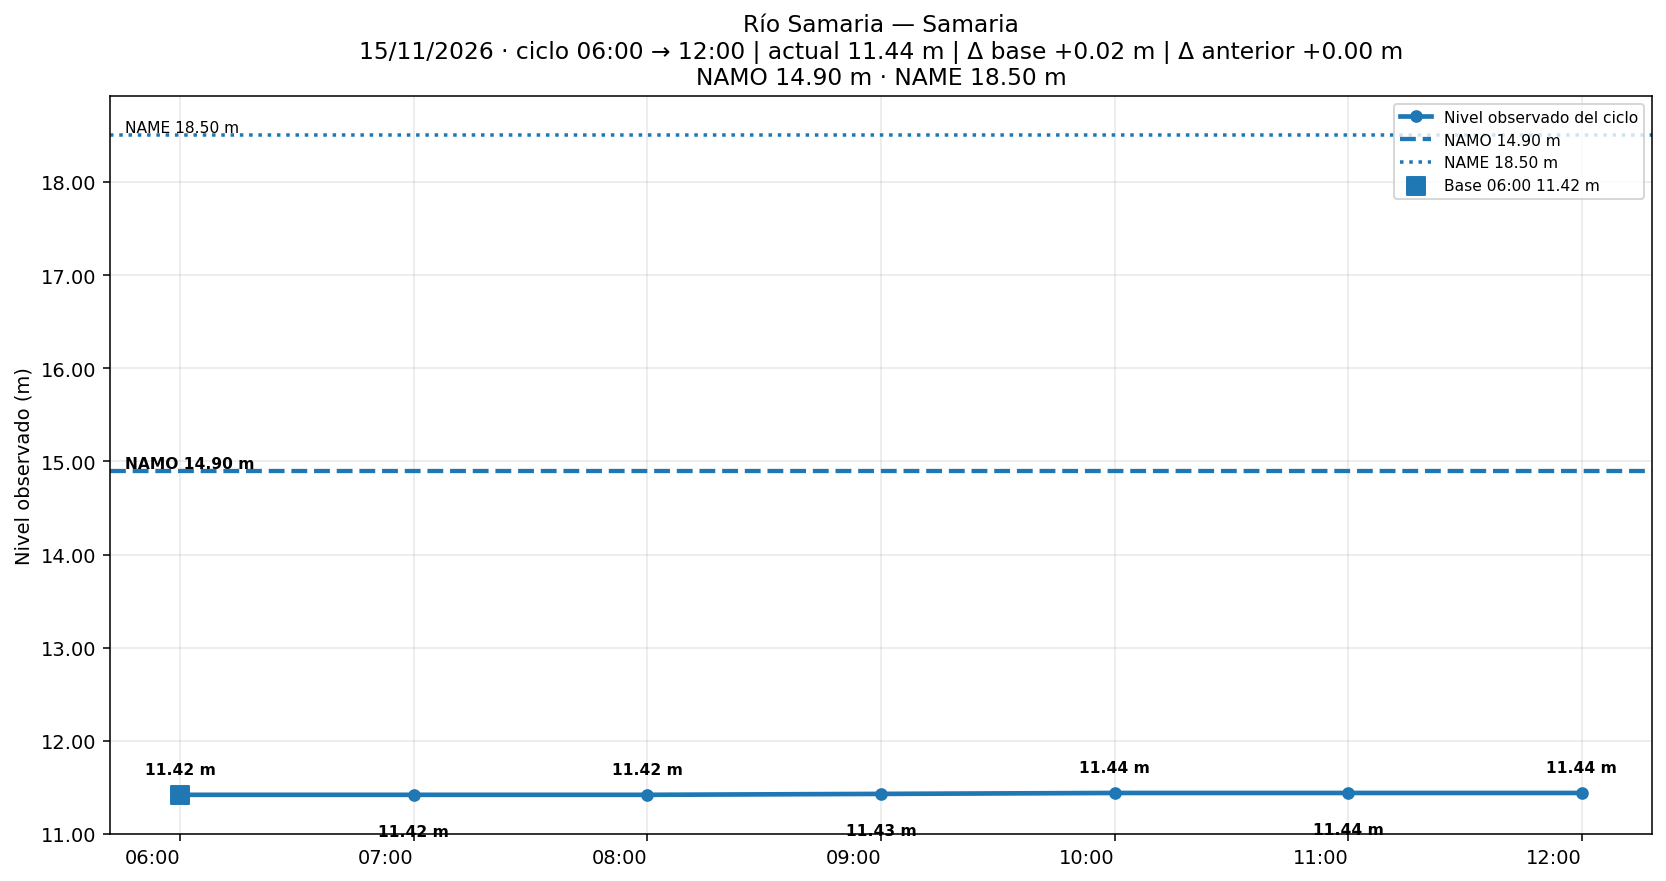 Río Samaria — Samaria
15/11/2026 · ciclo 06:00 → 12:00 | actual 11.44 m | Δ base +0.02 m | Δ anterior +0.00 m
NAMO 14.90 m · NAME 18.50 m
NAME 18.50 m
Nivel observado del ciclo
NAMO 14.90 m
NAME 18.50 m
Base 06:00 11.42 m
Nivel observado (m)
18.00
17.00
16.00
15.00
14.00
13.00
12.00
11.00
NAMO 14.90 m
11.42 m
11.42 m
11.42 m
11.43 m
11.44 m
11.44 m
11.44 m
06:00
07:00
08:00
09:00
10:00
11:00
12:00